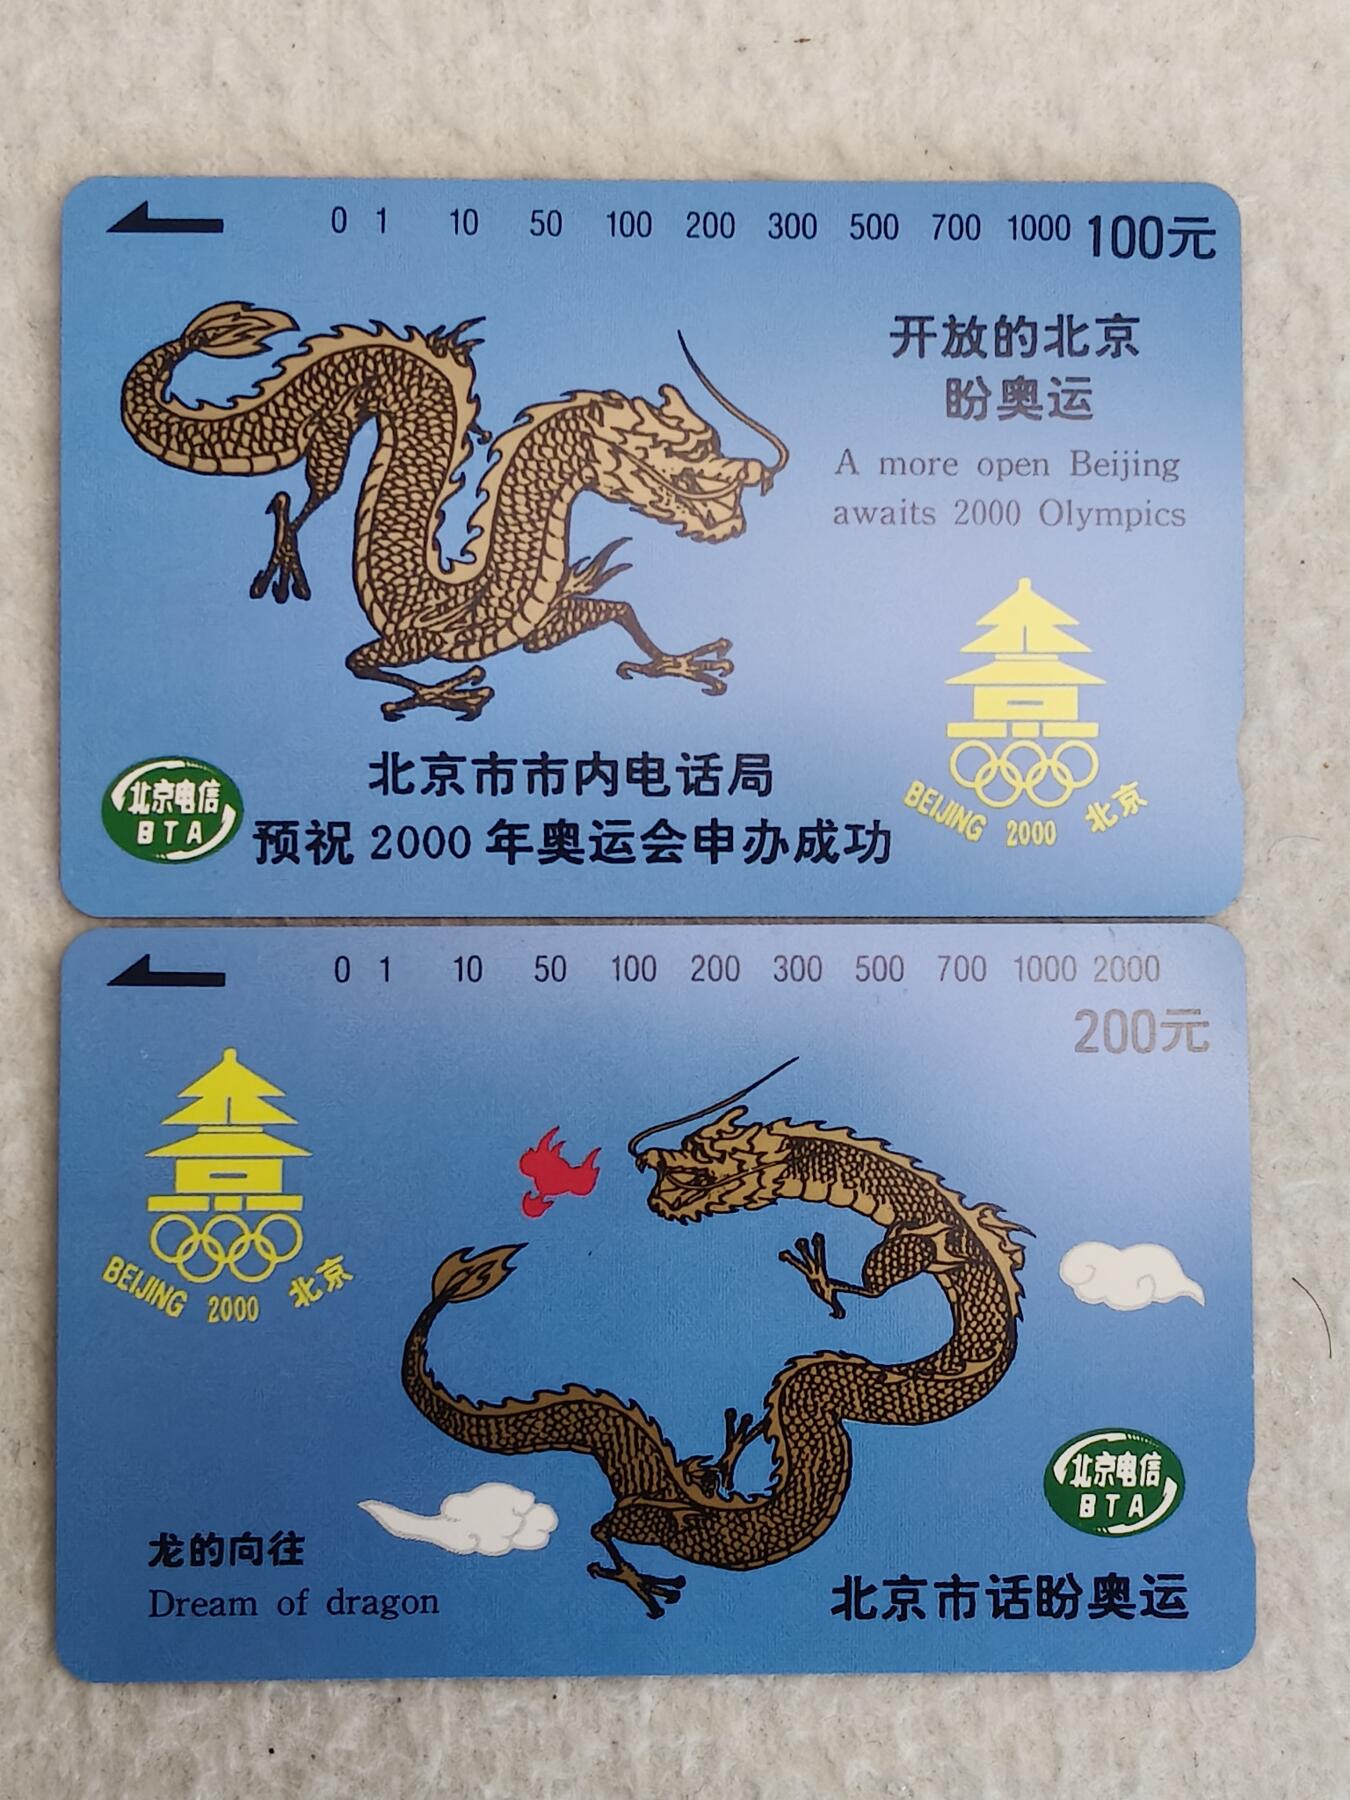 0 1 10 50 100 200 300 500 700 1000 100元
开放的北京
盼奥运
A more open Beijing
awaits 2000 Olympics
BEIJING 2000 北京
北京市市内电话局
预祝 2000 年奥运会申办成功
北京电信
BTA
0 1 10 50 100 200 300 500 700 1000 2000
200元
BEIJING 2000 北京
北京电信
BTA
龙的向往
Dream of dragon
北京市话盼奥运